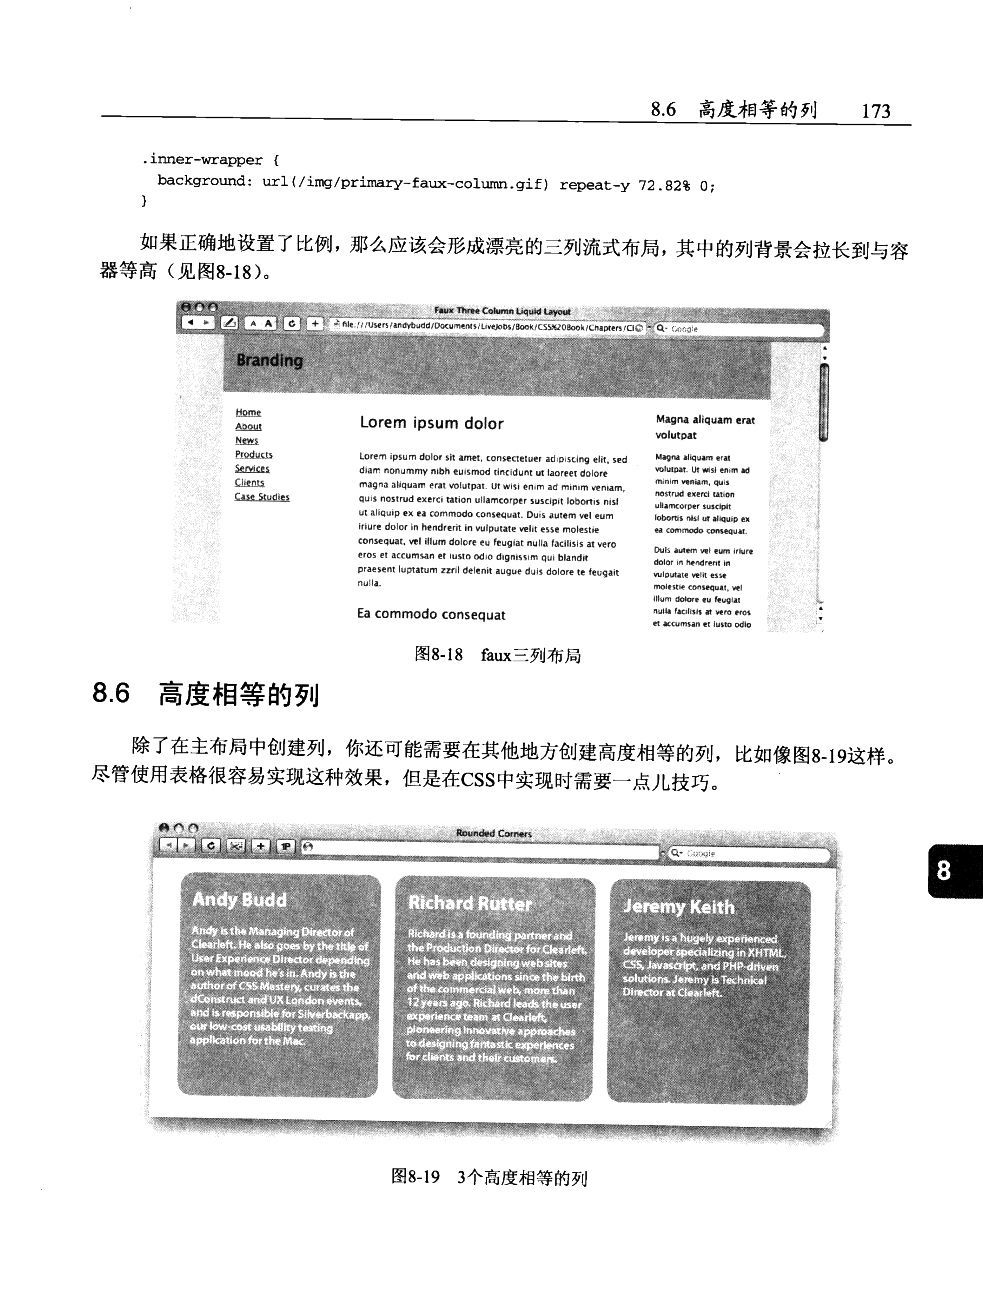 8.6 高度相等的列 173
.inner-wrapper {
background: url(/img/primary-faux-column.gif) repeat-y 72.82% 0;
}
如果正确地设置了比例，那么应该会形成漂亮的三列流式布局，其中的列背景会拉长到与容
器等高（见图8-18）。
Faux Three Column Liquid Layout
file:///Users/andybudd/Documents/LiveJobs/Book/CSS%20Book/Chapters/Cl
Google
Branding
Home
About
News
Products
Services
Clients
Case Studies
Lorem ipsum dolor
Lorem ipsum dolor sit amet, consectetuer adipiscing elit, sed
diam nonummy nibh euismod tincidunt ut laoreet dolore
magna aliquam erat volutpat. Ut wisi enim ad minim veniam,
quis nostrud exerci tation ullamcorper suscipit lobortis nisl
ut aliquip ex ea commodo consequat. Duis autem vel eum
iriure dolor in hendrerit in vulputate velit esse molestie
consequat, vel illum dolore eu feugiat nulla facilisis at vero
eros et accumsan et iusto odio dignissim qui blandit
praesent luptatum zzril delenit augue duis dolore te feugait
nulla.
Ea commodo consequat
Magna aliquam erat
volutpat
Magna aliquam erat
volutpat. Ut wisi enim ad
minim veniam, quis
nostrud exerci tation
ullamcorper suscipit
lobortis nisl ut aliquip ex
ea commodo consequat.
Duis autem vel eum iriure
dolor in hendrerit in
vulputate velit esse
molestie consequat, vel
illum dolore eu feugiat
nulla facilisis at vero eros
et accumsan et iusto odio
图8-18 faux三列布局
8.6 高度相等的列
除了在主布局中创建列，你还可能需要在其他地方创建高度相等的列，比如像图8-19这样。
尽管使用表格很容易实现这种效果，但是在CSS中实现时需要一点儿技巧。
Rounded Corners
Google
Andy Budd
Andy is the Managing Director of
Clearleft. He also goes by the title of
User Experience Director depending
on what mood he's in. Andy is the
author of CSS Mastery, curates the
dConstruct and UX London events,
and is responsible for Silverbackapp,
our low-cost usability testing
application for the Mac.
Richard Rutter
Richard is a founding partner and
the Production Director for Clearleft.
He has been designing web sites
and web applications since the birth
of the commercial web, more than
12 years ago. Richard leads the user
experience team at Clearleft,
pioneering innovative approaches
to designing fantastic experiences
for clients and their customers.
Jeremy Keith
Jeremy is a hugely experienced
developer specializing in XHTML,
CSS, Javascript, and PHP-driven
solutions. Jeremy is Technical
Director at Clearleft.
8
图8-19 3个高度相等的列